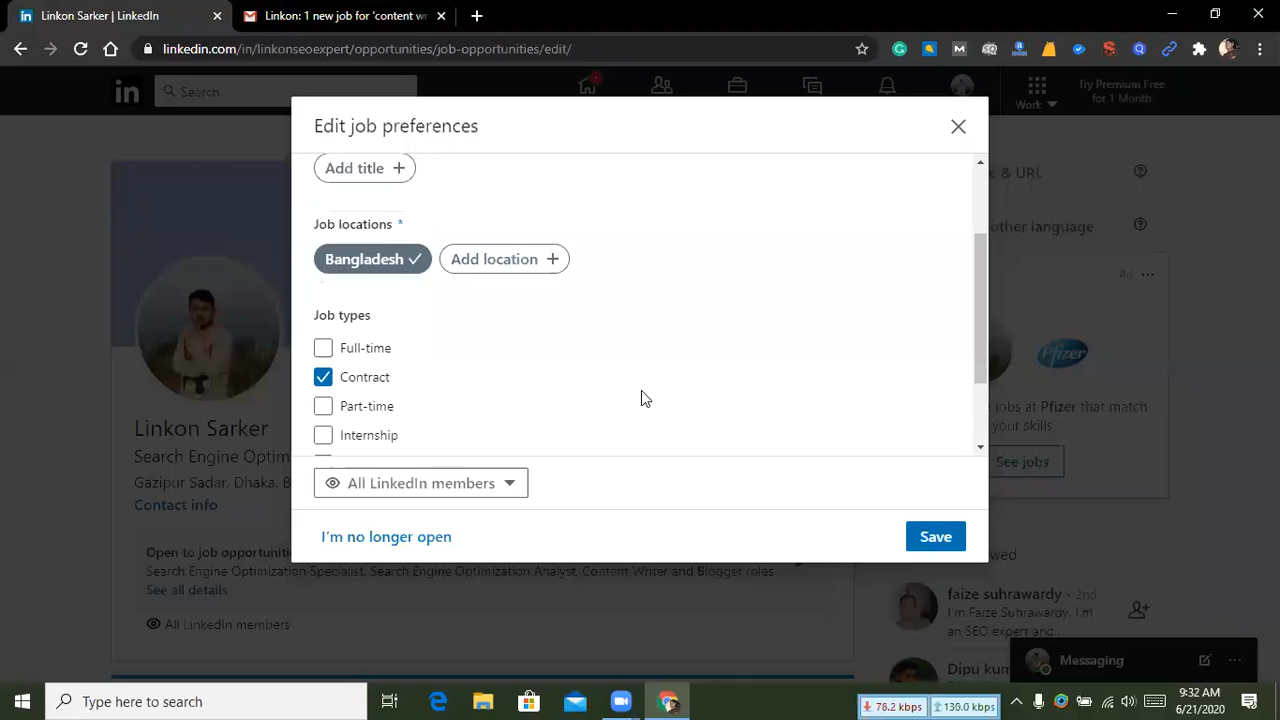 Linkon Sarker | LinkedIn
Linkon: 1 new job for 'content wr
linkedin.com/in/linkonseoexpert/opportunities/job-opportunities/edit/
in
Search
Work
Try Premium Free
for 1 Month
Edit job preferences
Add title +
& URL
Job locations *
other language
Bangladesh
Add location +
Ad ...
Job types
Full-time
Pfizer
Contract
Part-time
jobs at Pfizer that match
your skills
Linkon Sarker
Internship
Search Engine Optim
See jobs
Gazipur Sadar, Dhaka, B
All LinkedIn members
Contact info
I'm no longer open
Save
Open to job opportuniti
Search Engine Optimization Specialist, Search Engine Optimization Analyst, Content Writer and Blogger roles
See all details
All LinkedIn members
faize suhrawardy · 2nd
I'm Faize Suhrawardy, I'm
an SEO expert and...
Dipu kum
Messaging
Type here to search
78.2 kbps
139.0 kbps
9:32 AM
6/21/2020